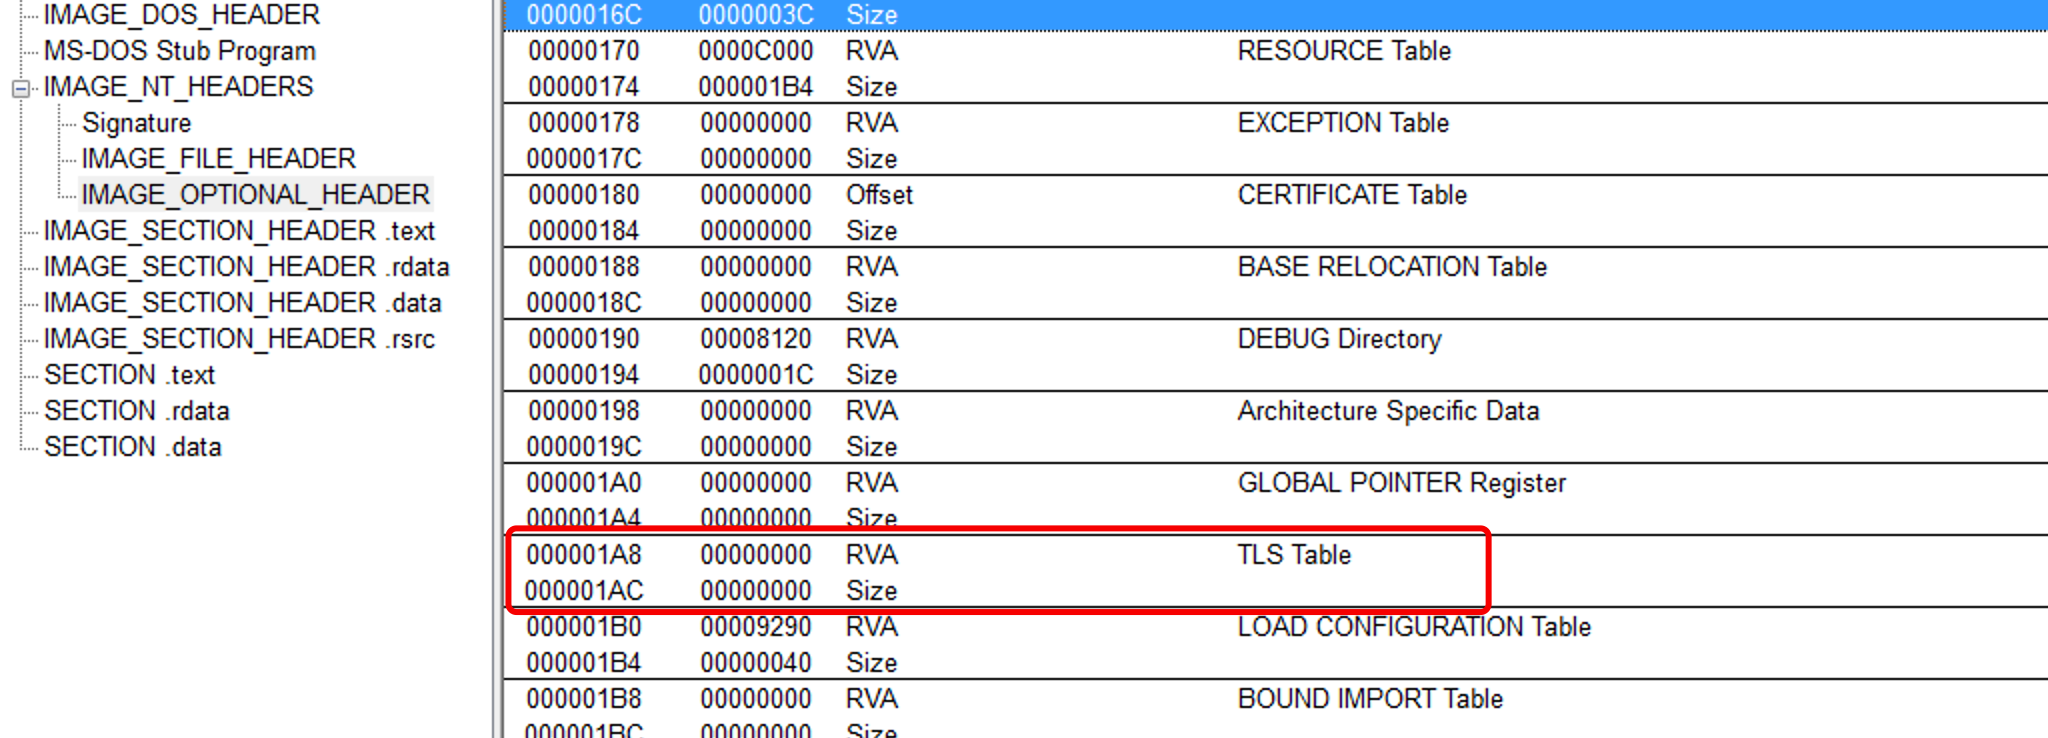 IMAGE_DOS_HEADER
MS-DOS Stub Program
IMAGE_NT_HEADERS
Signature
IMAGE_FILE_HEADER
IMAGE_OPTIONAL_HEADER
IMAGE_SECTION_HEADER .text
IMAGE_SECTION_HEADER .rdata
IMAGE_SECTION_HEADER .data
IMAGE_SECTION_HEADER .rsrc
SECTION .text
SECTION .rdata
SECTION .data
0000016C 0000003C Size
00000170 0000C000 RVA RESOURCE Table
00000174 000001B4 Size
00000178 00000000 RVA EXCEPTION Table
0000017C 00000000 Size
00000180 00000000 Offset CERTIFICATE Table
00000184 00000000 Size
00000188 00000000 RVA BASE RELOCATION Table
0000018C 00000000 Size
00000190 00008120 RVA DEBUG Directory
00000194 0000001C Size
00000198 00000000 RVA Architecture Specific Data
0000019C 00000000 Size
000001A0 00000000 RVA GLOBAL POINTER Register
000001A4 00000000 Size
000001A8 00000000 RVA TLS Table
000001AC 00000000 Size
000001B0 00009290 RVA LOAD CONFIGURATION Table
000001B4 00000040 Size
000001B8 00000000 RVA BOUND IMPORT Table
000001BC 00000000 Size